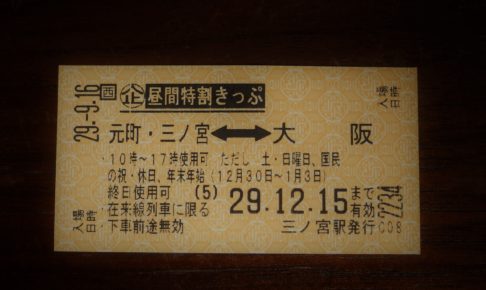 29.-9.16 西 企 昼間特割きっぷ
入場日時
元町・三ノ宮↔大 阪
・10時～17時使用可 ただし 土・日曜日、国民
の祝・休日、年末年始(12月30日～1月3日)
終日使用可 (5) 29.12.15まで有効
・在来線列車に限る
・下車前途無効 三ノ宮駅発行 008
2234
入場日時